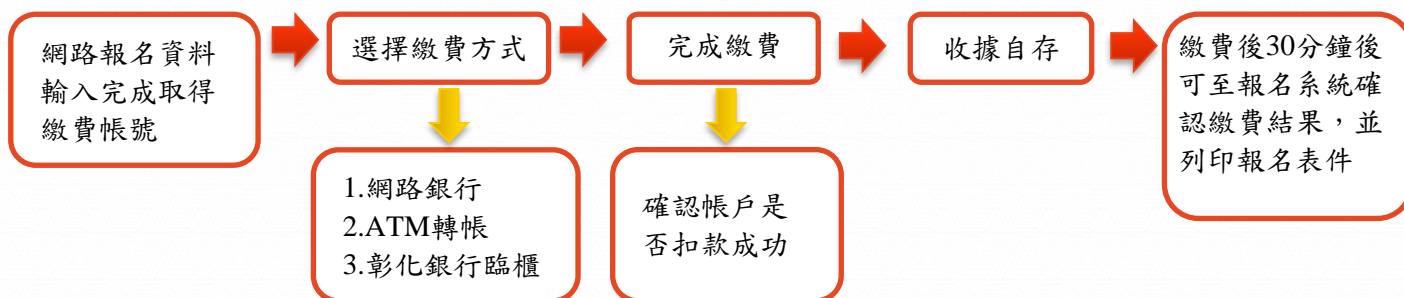 網路報名資料
輸入完成取得
繳費帳號
選擇繳費方式
完成繳費
收據自存
繳費後30分鐘後
可至報名系統確
認繳費結果，並
列印報名表件
1.網路銀行
2.ATM轉帳
3.彰化銀行臨櫃
確認帳戶是
否扣款成功